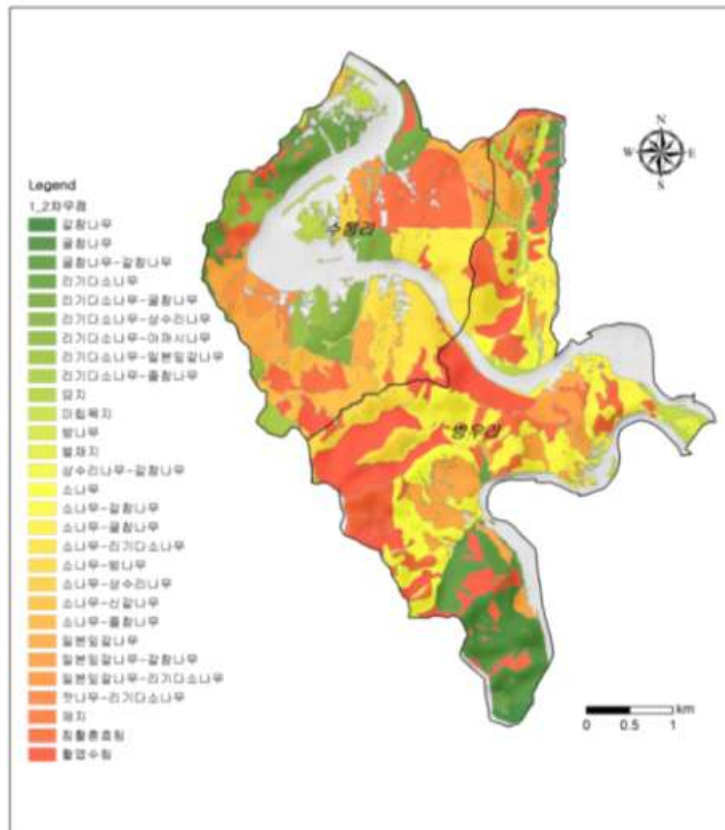 N
W
E
S
수동리
방우리
Legend
1_2차우점
갈참나무
굴참나무
굴참나무-갈참나무
리기다소나무
리기다소나무-굴참나무
리기다소나무-상수리나무
리기다소나무-아까시나무
리기다소나무-일본잎갈나무
리기다소나무-졸참나무
묘지
미립목지
밤나무
벌채지
상수리나무-갈참나무
소나무
소나무-갈참나무
소나무-굴참나무
소나무-리기다소나무
소나무-밤나무
소나무-상수리나무
소나무-신갈나무
소나무-졸참나무
일본잎갈나무
일본잎갈나무-갈참나무
일본잎갈나무-리기다소나무
잣나무-리기다소나무
제지
침활혼효림
활엽수림
km
0 0.5 1